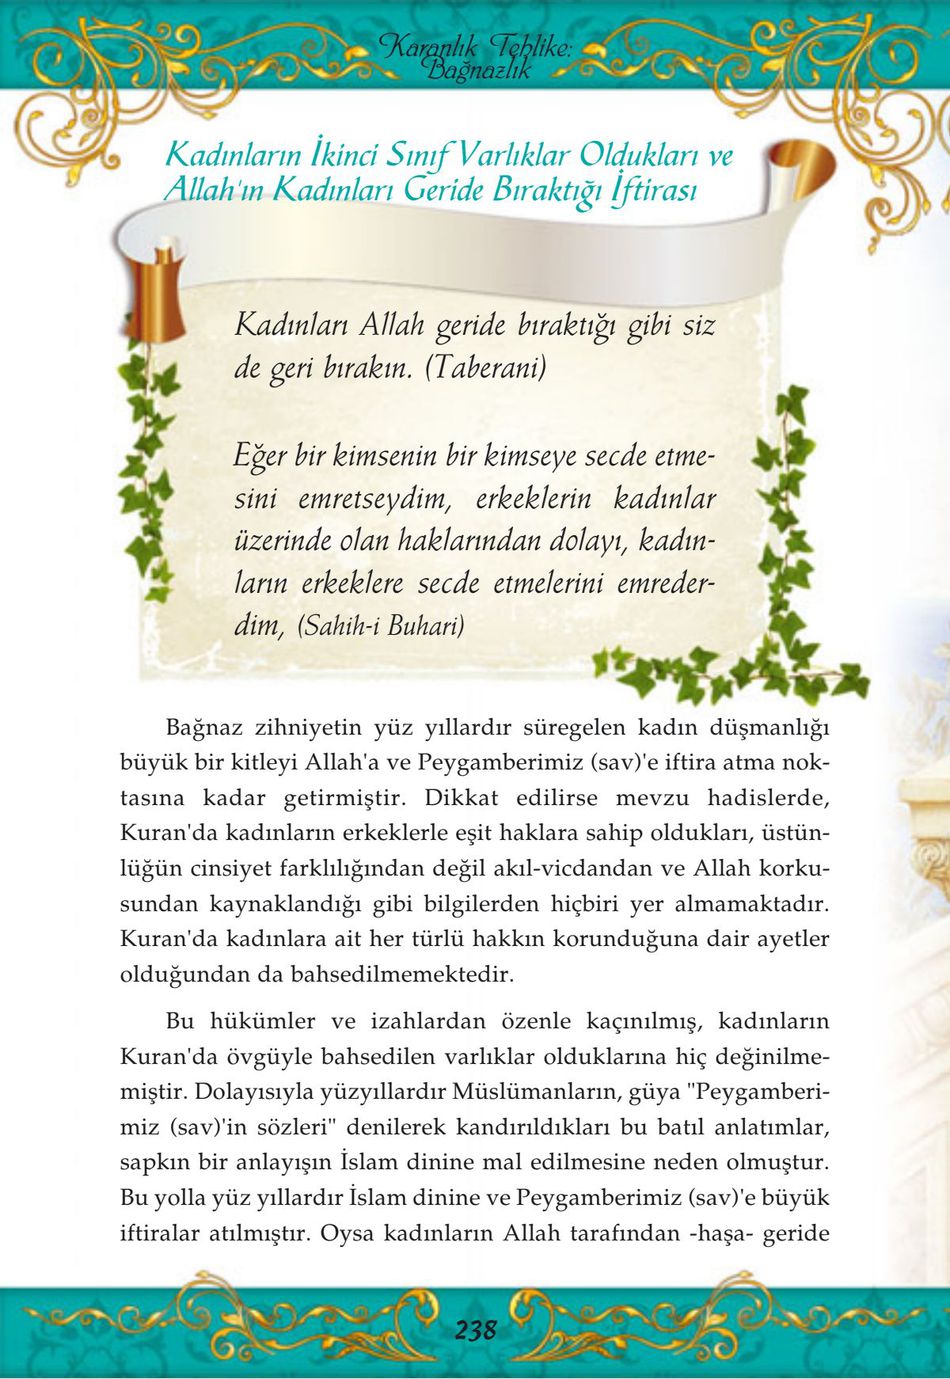 Karanlık Tehlike:
Bağnazlık
Kadınların İkinci Sınıf Varlıklar Oldukları ve
Allah'ın Kadınları Geride Bıraktığı İftirası
Kadınları Allah geride bıraktığı gibi siz
de geri bırakın. (Taberani)
Eğer bir kimsenin bir kimseye secde etme-
sini emretseydim, erkeklerin kadınlar
üzerinde olan haklarından dolayı, kadın-
ların erkeklere secde etmelerini emreder-
dim, (Sahih-i Buhari)
Bağnaz zihniyetin yüz yıllardır süregelen kadın düşmanlığı
büyük bir kitleyi Allah'a ve Peygamberimiz (sav)'e iftira atma nok-
tasına kadar getirmiştir. Dikkat edilirse mevzu hadislerde,
Kuran'da kadınların erkeklerle eşit haklara sahip oldukları, üstün-
lüğün cinsiyet farklılığından değil akıl-vicdandan ve Allah korku-
sundan kaynaklandığı gibi bilgilerden hiçbiri yer almamaktadır.
Kuran'da kadınlara ait her türlü hakkın korunduğuna dair ayetler
olduğundan da bahsedilmemektedir.
Bu hükümler ve izahlardan özenle kaçınılmış, kadınların
Kuran'da övgüyle bahsedilen varlıklar olduklarına hiç değinilme-
miştir. Dolayısıyla yüzyıllardır Müslümanların, güya "Peygamberi-
miz (sav)'in sözleri" denilerek kandırıldıkları bu batıl anlatımlar,
sapkın bir anlayışın İslam dinine mal edilmesine neden olmuştur.
Bu yolla yüz yıllardır İslam dinine ve Peygamberimiz (sav)'e büyük
iftiralar atılmıştır. Oysa kadınların Allah tarafından -haşa- geride
238